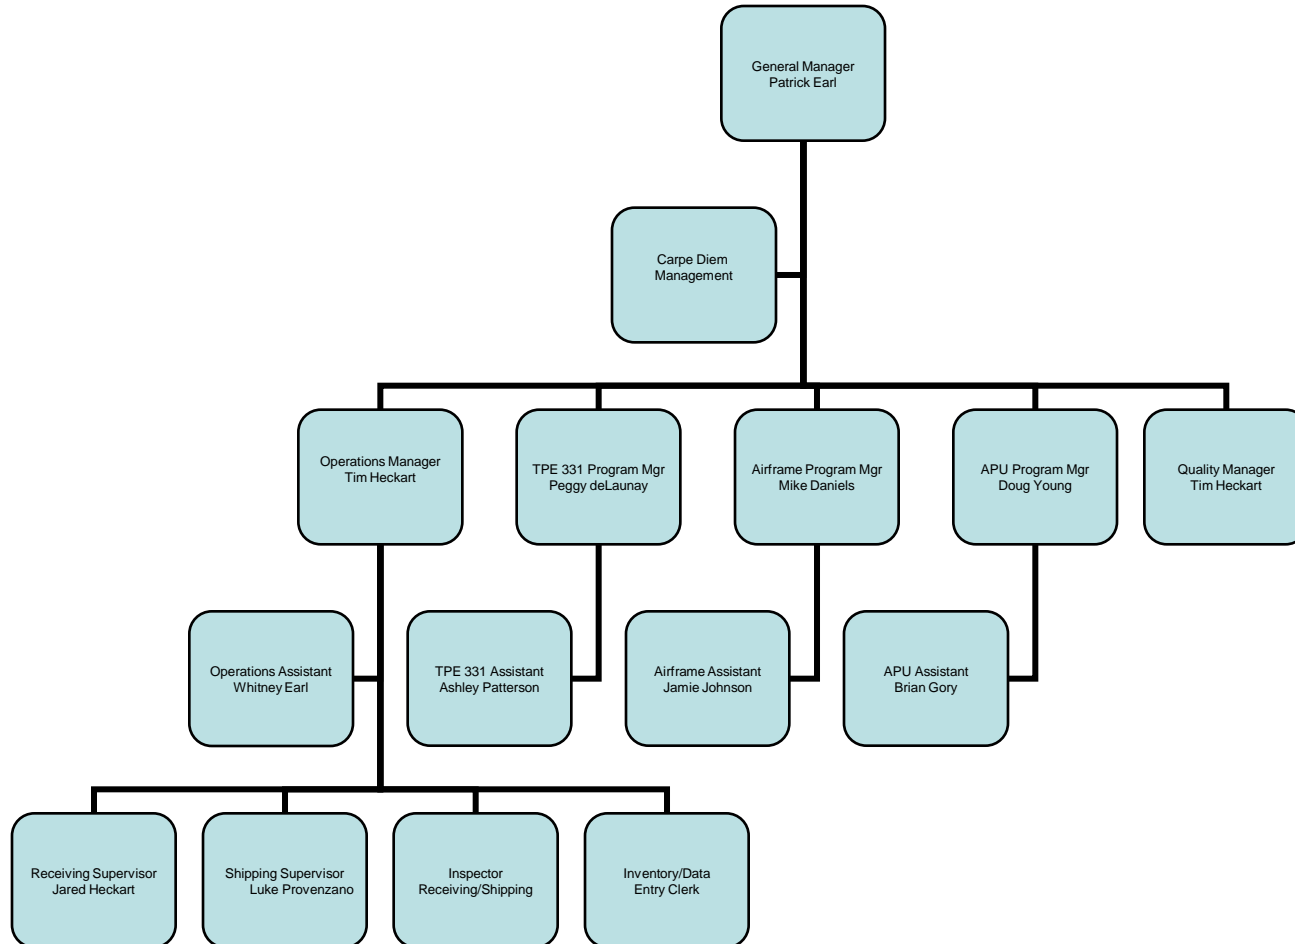 General Manager
Patrick Earl
Carpe Diem
Management
Operations Manager
Tim Heckart
TPE 331 Program Mgr
Peggy deLaunay
Airframe Program Mgr
Mike Daniels
APU Program Mgr
Doug Young
Quality Manager
Tim Heckart
Operations Assistant
Whitney Earl
TPE 331 Assistant
Ashley Patterson
Airframe Assistant
Jamie Johnson
APU Assistant
Brian Gory
Receiving Supervisor
Jared Heckart
Shipping Supervisor
Luke Provenzano
Inspector
Receiving/Shipping
Inventory/Data
Entry Clerk